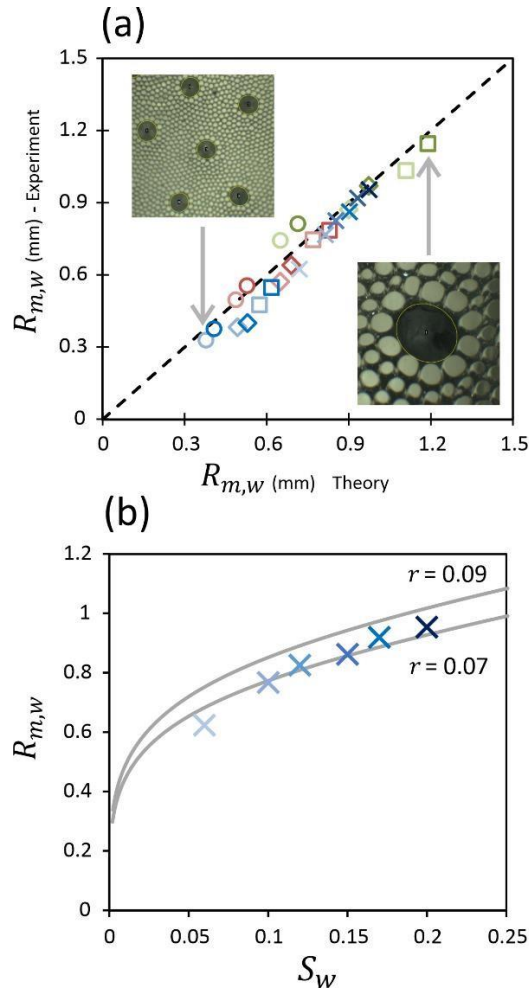 (a)
1.5
1.2
0.9
0.6
0.3
0
R_{m,w} (mm) - Experiment
0 0.3 0.6 0.9 1.2 1.5
R_{m,w} (mm) Theory
(b)
1.2
1
0.8
0.6
0.4
0.2
0
R_{m,w}
r = 0.09
r = 0.07
0 0.05 0.1 0.15 0.2 0.25
S_w